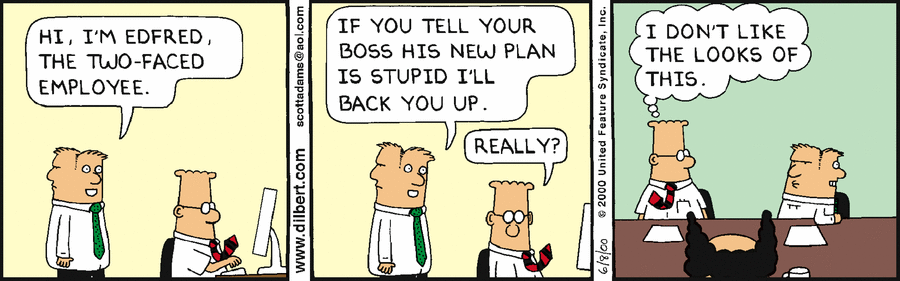 HI, I'M EDFRED,
THE TWO-FACED
EMPLOYEE.
www.dilbert.com
scottadams@aol.com
IF YOU TELL YOUR
BOSS HIS NEW PLAN
IS STUPID I'LL
BACK YOU UP.
REALLY?
6/8/00
© 2000 United Feature Syndicate, Inc.
I DON'T LIKE
THE LOOKS OF
THIS.